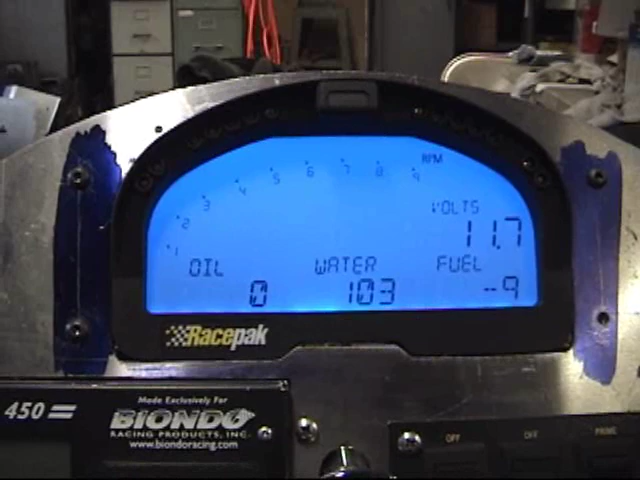 RPM
1 2 3 4 5 6 7 8 9
VOLTS
11.7
OIL WATER FUEL
0 103 --9
Racepak
450
Made Exclusively For
BIONDO
RACING PRODUCTS, INC.
www.biondoracing.com
OFF OFF PRIME